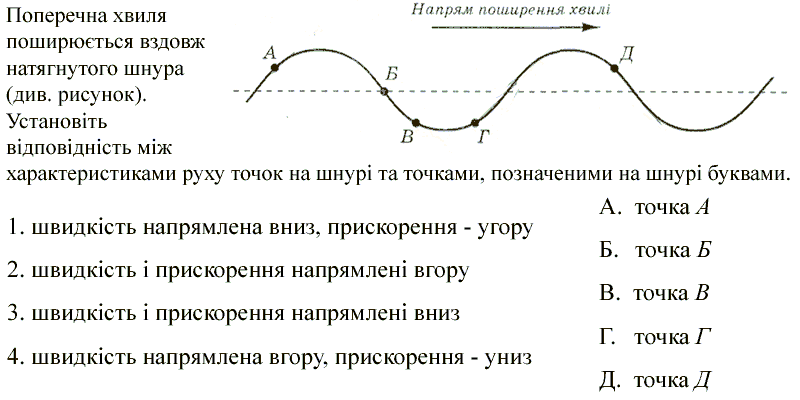 Поперечна хвиля
поширюється вздовж
натягнутого шнура
(див. рисунок).
Установіть
відповідність між
характеристиками руху точок на шнурі та точками, позначеними на шнурі буквами.
Напрям поширення хвилі
А
Б
В
Г
Д
1. швидкість напрямлена вниз, прискорення - угору
2. швидкість і прискорення напрямлені вгору
3. швидкість і прискорення напрямлені вниз
4. швидкість напрямлена вгору, прискорення - униз
А. точка А
Б. точка Б
В. точка В
Г. точка Г
Д. точка Д